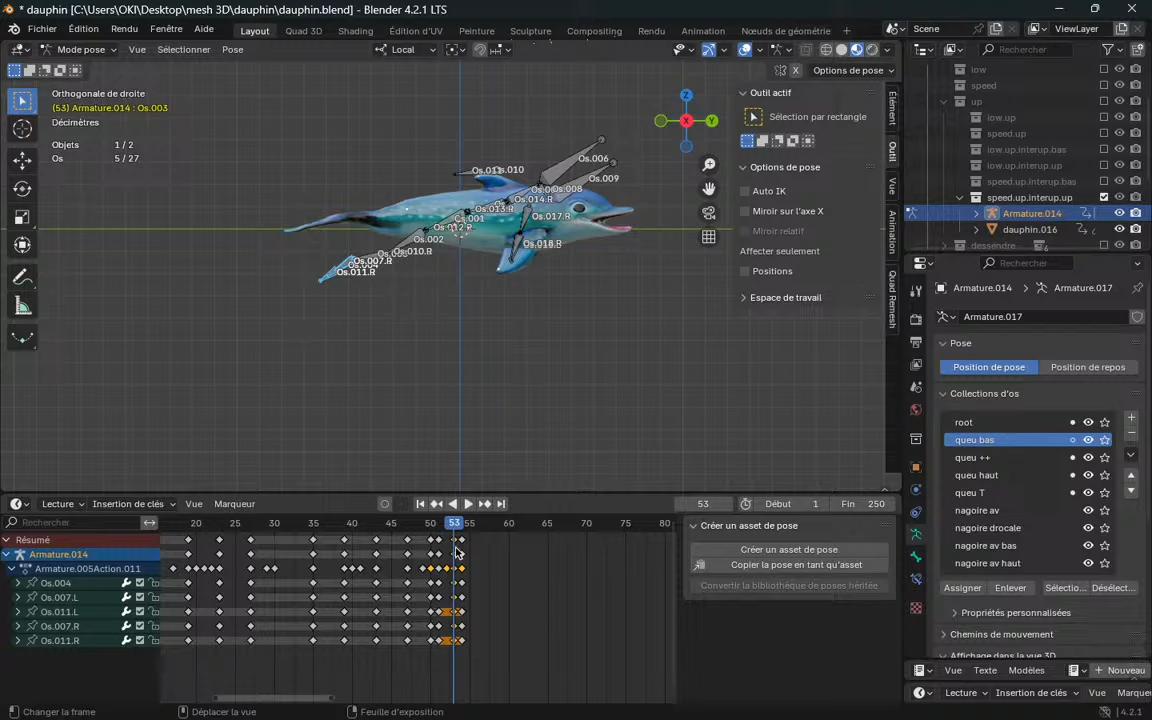 * dauphin [C:\Users\OKI\Desktop\mesh 3D\dauphin\dauphin.blend] - Blender 4.2.1 LTS
Fichier Édition Rendu Fenêtre Aide Layout Quad 3D Shading Édition d'UV Peinture Sculpture Compositing Rendu Animation Nœuds de géométrie + Scene ViewLayer
Mode pose Vue Sélectionner Pose Local Rechercher
X Options de pose
Orthogonale de droite
(53) Armature.014 : Os.003
Décimètres
Objets 1 / 2
Os 5 / 27
Os.006
Os.009
Os.010
Os.008
Os.014.R
Os.013.R
Os.017.R
Os.001
Os.012.R
Os.002
Os.010.R
Os.007.R
Os.011.R
Os.018.R
Z
Y
X
Outil actif
Sélection par rectangle
Options de pose
Auto IK
Miroir sur l'axe X
Miroir relatif
Affecter seulement
Positions
Espace de travail
Élément
Outil
Vue
Animation
Quad Remesh
low
speed
up
low.up
speed.up
low.up.interup.bas
low.up.interup
speed.up.interup.bas
speed.up.interup.up
Armature.014
dauphin.016
dessendre
Rechercher
Armature.014 Armature.017
Armature.017
Pose
Position de pose Position de repos
Collections d'os
root
queu bas
queu ++
queu haut
queu T
nagoire av
nagoire drocale
nagoire av bas
nagoire av haut
Assigner Enlever Sélectio... Désélect...
Propriétés personnalisées
Chemins de mouvement
Affichage dans la vue 3D
Vue Texte Modèles + Nouveau
Lecture Insertion de clés Vue Marque
Lecture Insertion de clés Vue Marqueur 53 Début 1 Fin 250
Rechercher 20 25 30 35 40 45 50 53 60 65 70 75 80
Résumé
Armature.014
Armature.005Action.011
Os.004
Os.007.L
Os.011.L
Os.007.R
Os.011.R
Créer un asset de pose
Créer un asset de pose
Copier la pose en tant qu'asset
Convertir la bibliothèque de poses héritée
Changer la frame Déplacer la vue Feuille d'exposition 4.2.1